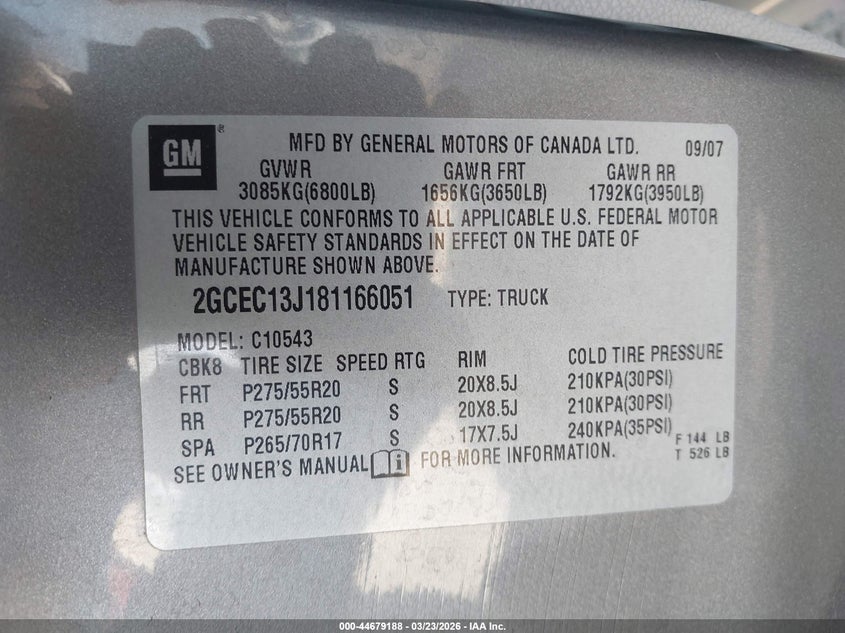 GM ®
MFD BY GENERAL MOTORS OF CANADA LTD. 09/07
GVWR GAWR FRT GAWR RR
3085KG(6800LB) 1656KG(3650LB) 1792KG(3950LB)
THIS VEHICLE CONFORMS TO ALL APPLICABLE U.S. FEDERAL MOTOR
VEHICLE SAFETY STANDARDS IN EFFECT ON THE DATE OF
MANUFACTURE SHOWN ABOVE.
2GCEC13J181166051 TYPE: TRUCK
MODEL: C10543
CBK8 TIRE SIZE SPEED RTG RIM COLD TIRE PRESSURE
FRT P275/55R20 S 20X8.5J 210KPA(30PSI)
RR P275/55R20 S 20X8.5J 210KPA(30PSI)
SPA P265/70R17 S 17X7.5J 240KPA(35PSI) F 144 LB
SEE OWNER'S MANUAL i FOR MORE INFORMATION. T 526 LB
000-44679188 - 03/23/2026 - IAA Inc.